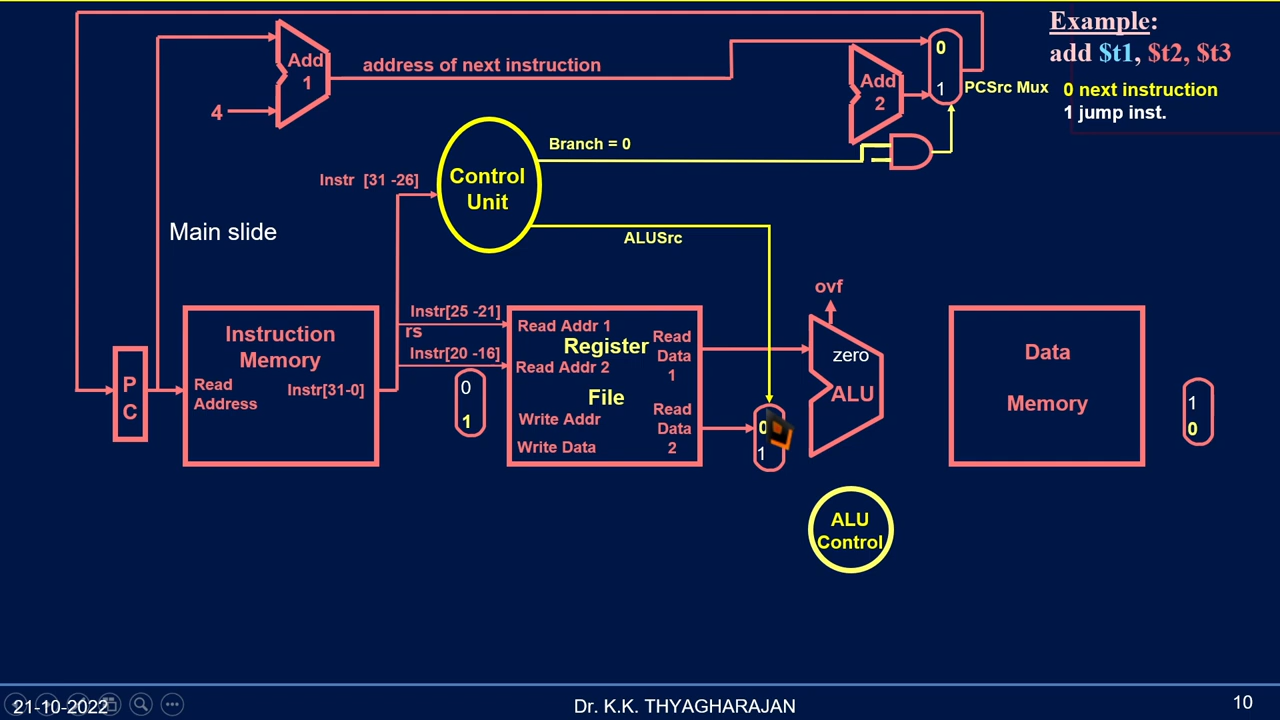 Example:
add $t1, $t2, $t3
0 next instruction
1 jump inst.
Add
1
4
address of next instruction
Add
2
0
1
PCSrc Mux
Branch = 0
Control
Unit
Instr [31 -26]
ALUSrc
Main slide
P
C
Instruction
Memory
Read
Address
Instr[31-0]
Instr[25 -21]
rs
Instr[20 -16]
0
1
Read Addr 1
Register
Read Addr 2
File
Write Addr
Write Data
Read
Data
1
Read
Data
2
0
1
ovf
zero
ALU
ALU
Control
Data
Memory
1
0
21-10-2022
Dr. K.K. THYAGHARAJAN
10